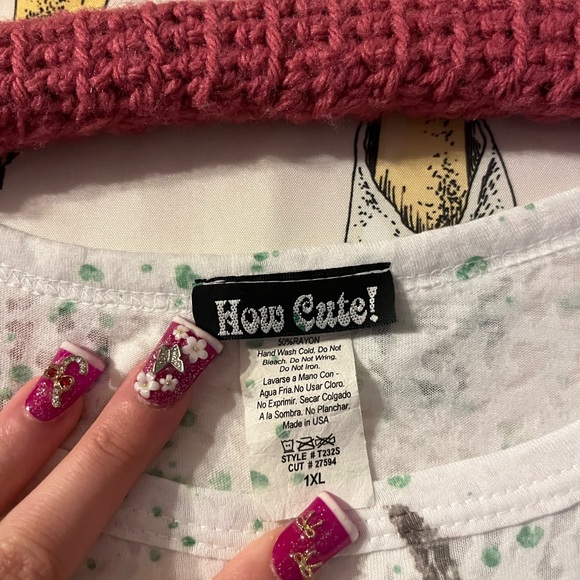 How Cute!
50%RAYON
Hand Wash Cold, Do Not
Bleach. Do Not Wring.
Do Not Iron.
Lavarse a Mano Con
Agua Fria.No Usar Cloro.
No Exprimir. Secar Colgado
A la Sombra. No Planchar.
Made in USA
STYLE # T232S
CUT # 27594
1XL